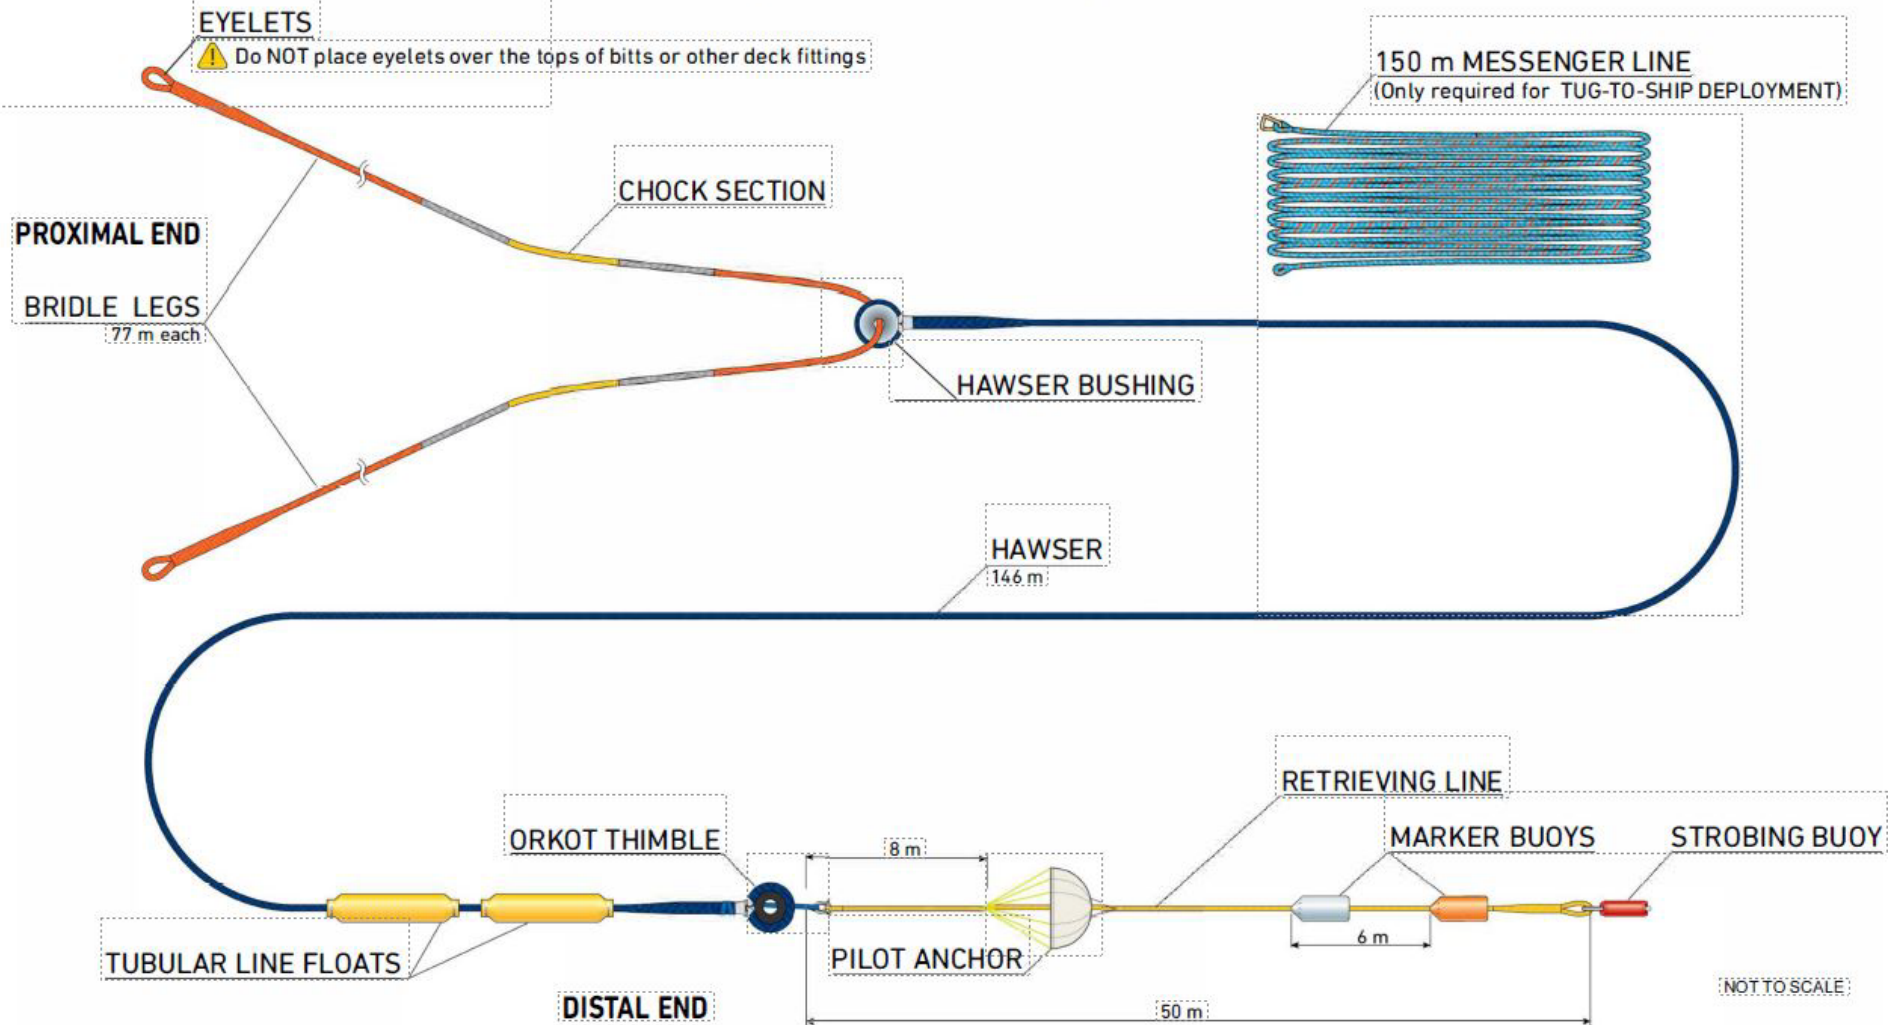 EYELETS
Do NOT place eyelets over the tops of bitts or other deck fittings
150 m MESSENGER LINE
(Only required for TUG-TO-SHIP DEPLOYMENT)
CHOCK SECTION
PROXIMAL END
BRIDLE LEGS
77 m each
HAWSER BUSHING
HAWSER
146 m
RETRIEVING LINE
ORKOT THIMBLE
8 m
MARKER BUOYS
STROBING BUOY
6 m
TUBULAR LINE FLOATS
PILOT ANCHOR
NOT TO SCALE
DISTAL END
50 m